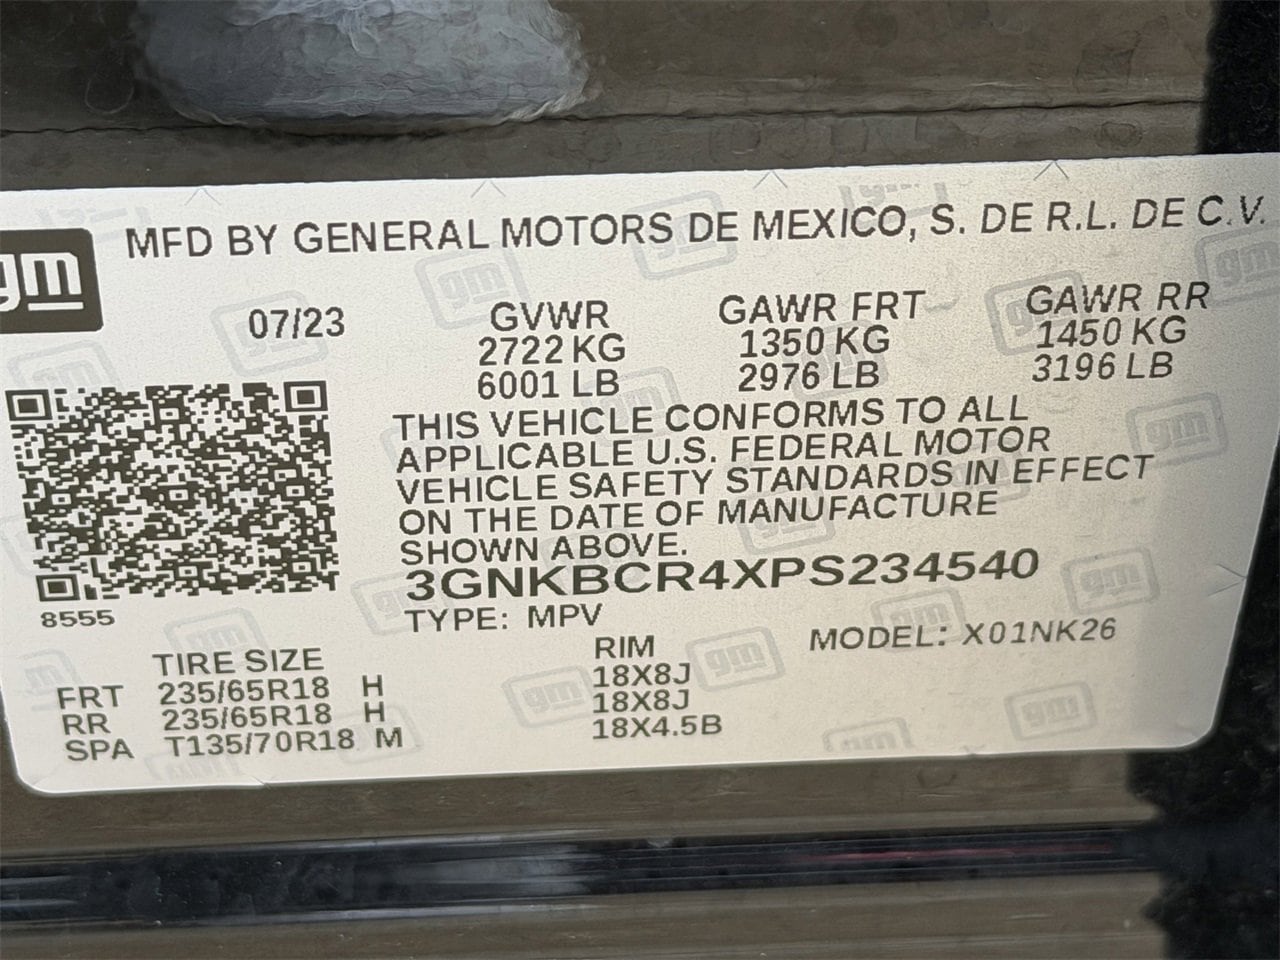 gm
MFD BY GENERAL MOTORS DE MEXICO, S. DE R.L. DE C.V.
07/23
GVWR GAWR FRT GAWR RR
2722 KG 1350 KG 1450 KG
6001 LB 2976 LB 3196 LB
THIS VEHICLE CONFORMS TO ALL
APPLICABLE U.S. FEDERAL MOTOR
VEHICLE SAFETY STANDARDS IN EFFECT
ON THE DATE OF MANUFACTURE
SHOWN ABOVE.
3GNKBCR4XPS234540
8555
TYPE: MPV MODEL: X01NK26
TIRE SIZE RIM
FRT 235/65R18 H 18X8J
RR 235/65R18 H 18X8J
SPA T135/70R18 M 18X4.5B